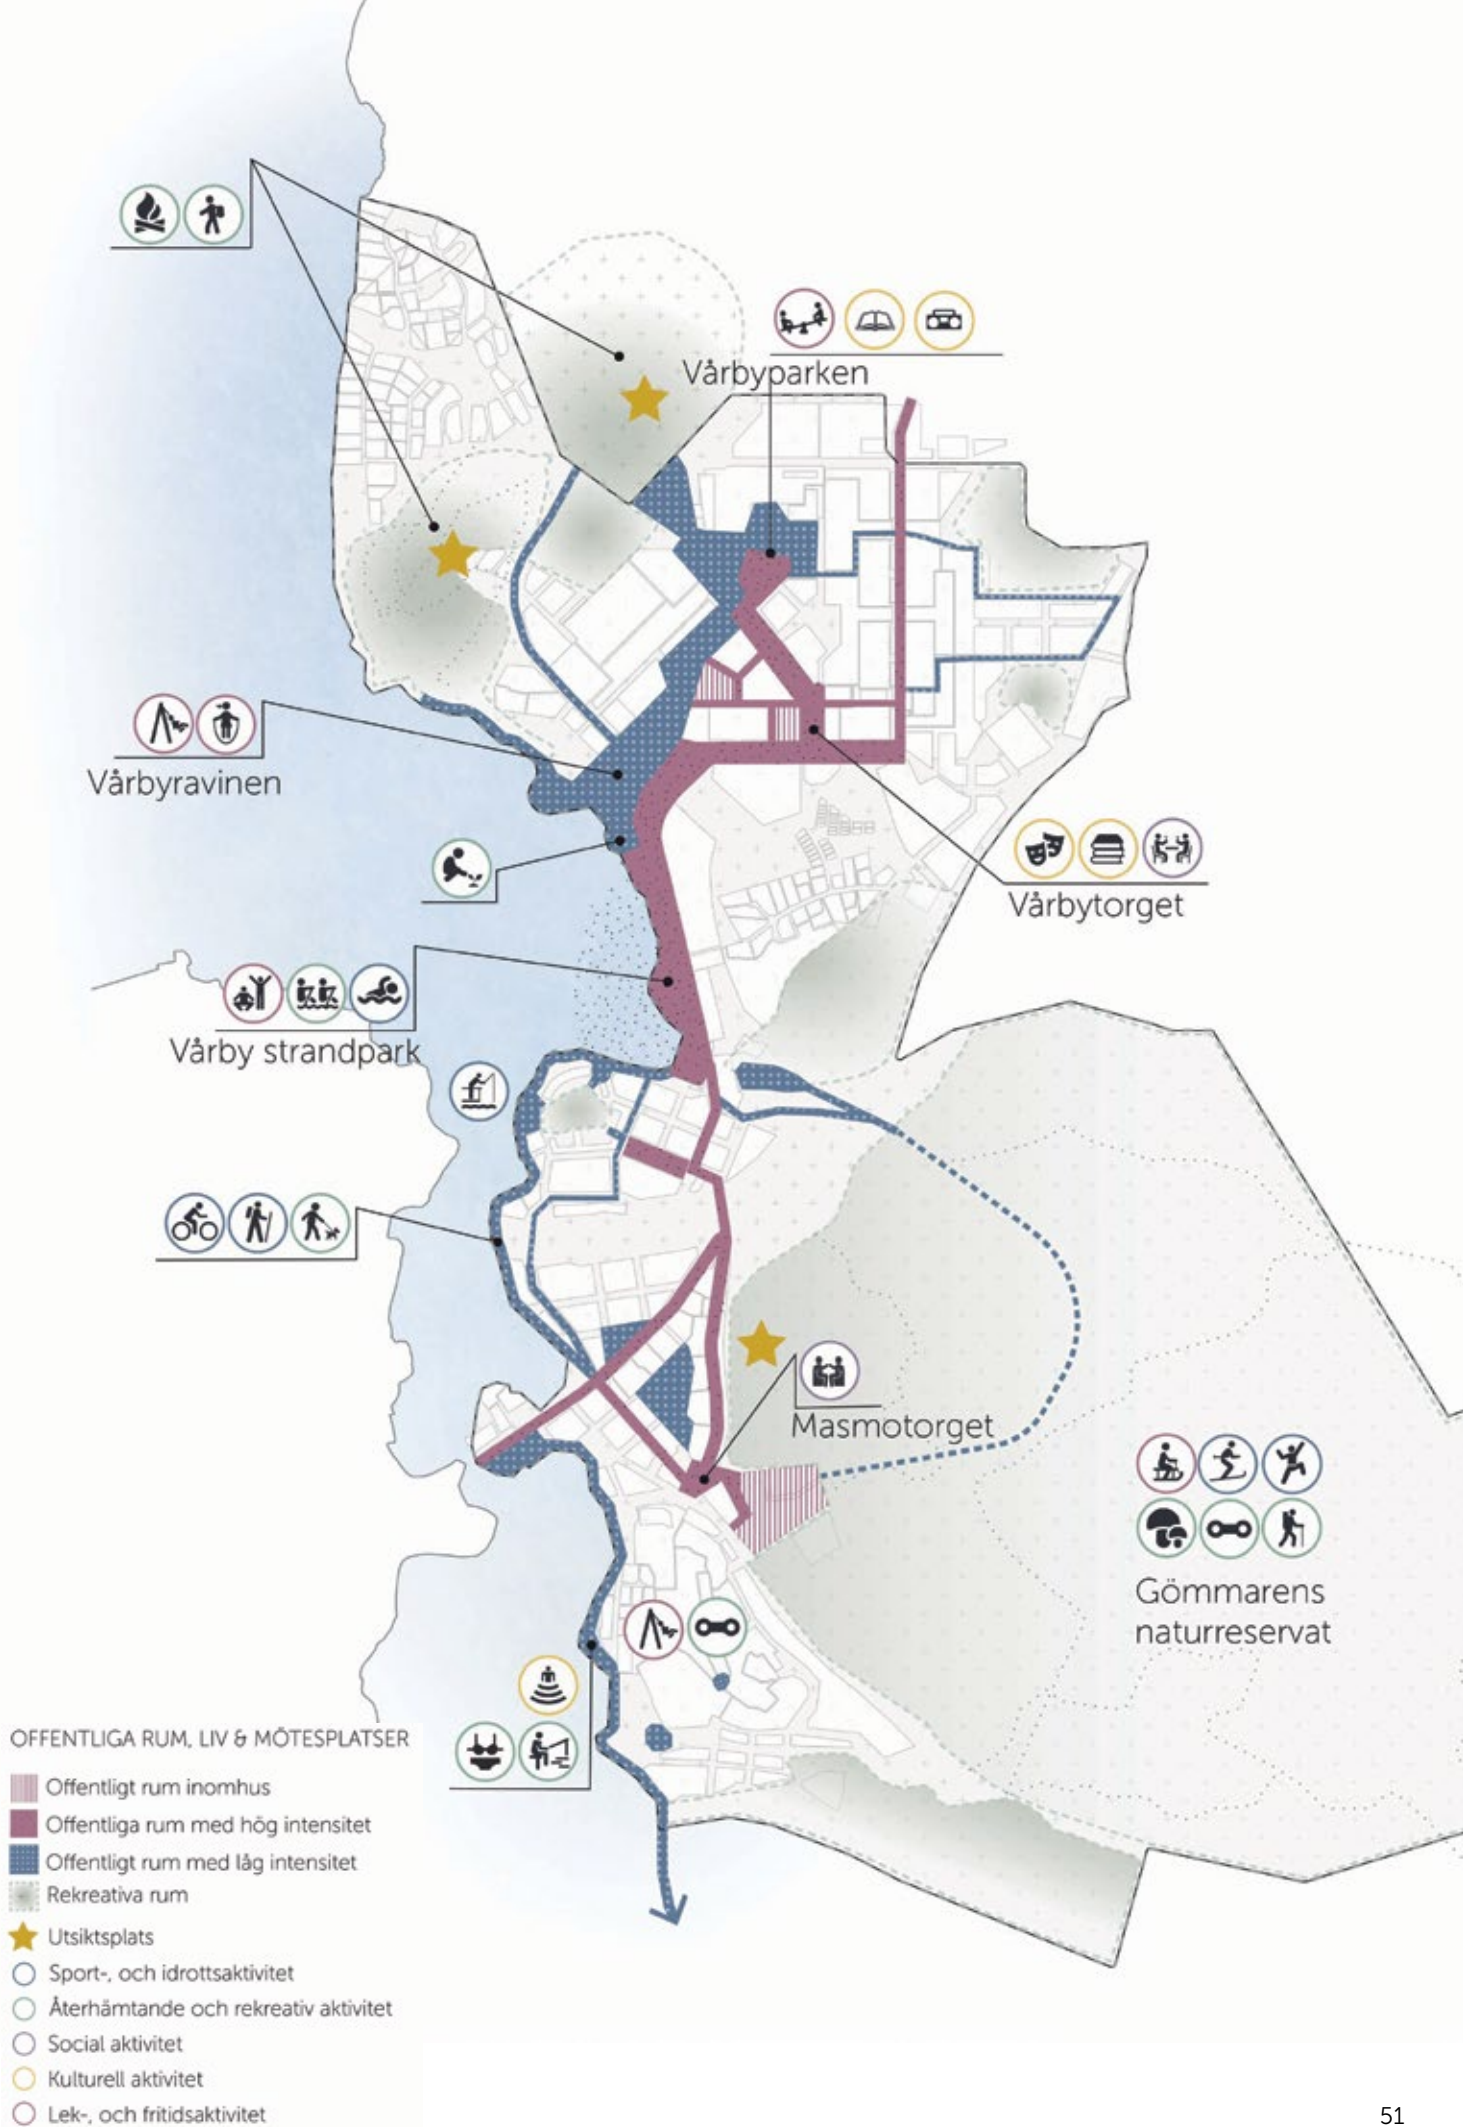 Vårbyparken
Vårbyravinen
Vårbytorget
Vårby strandpark
Masmotorget
Gömmarens
naturreservat
OFFENTLIGA RUM, LIV & MÖTESPLATSER
Offentligt rum inomhus
Offentliga rum med hög intensitet
Offentligt rum med låg intensitet
Rekreativa rum
Utsiktsplats
Sport-, och idrottsaktivitet
Återhämtande och rekreativ aktivitet
Social aktivitet
Kulturell aktivitet
Lek-, och fritidsaktivitet
51